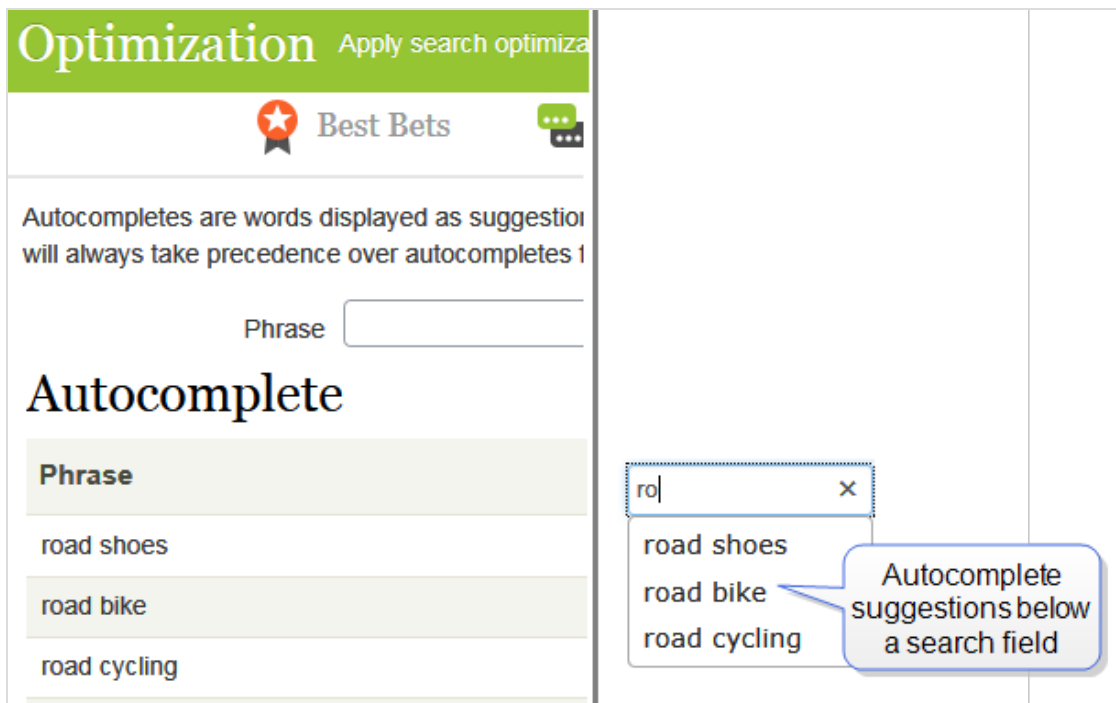 Optimization Apply search optimiza
Best Bets
Autocompletes are words displayed as suggestion
will always take precedence over autocompletes f
Phrase
Autocomplete
Phrase
road shoes
road bike
road cycling
ro
road shoes
road bike
road cycling
Autocomplete
suggestions below
a search field